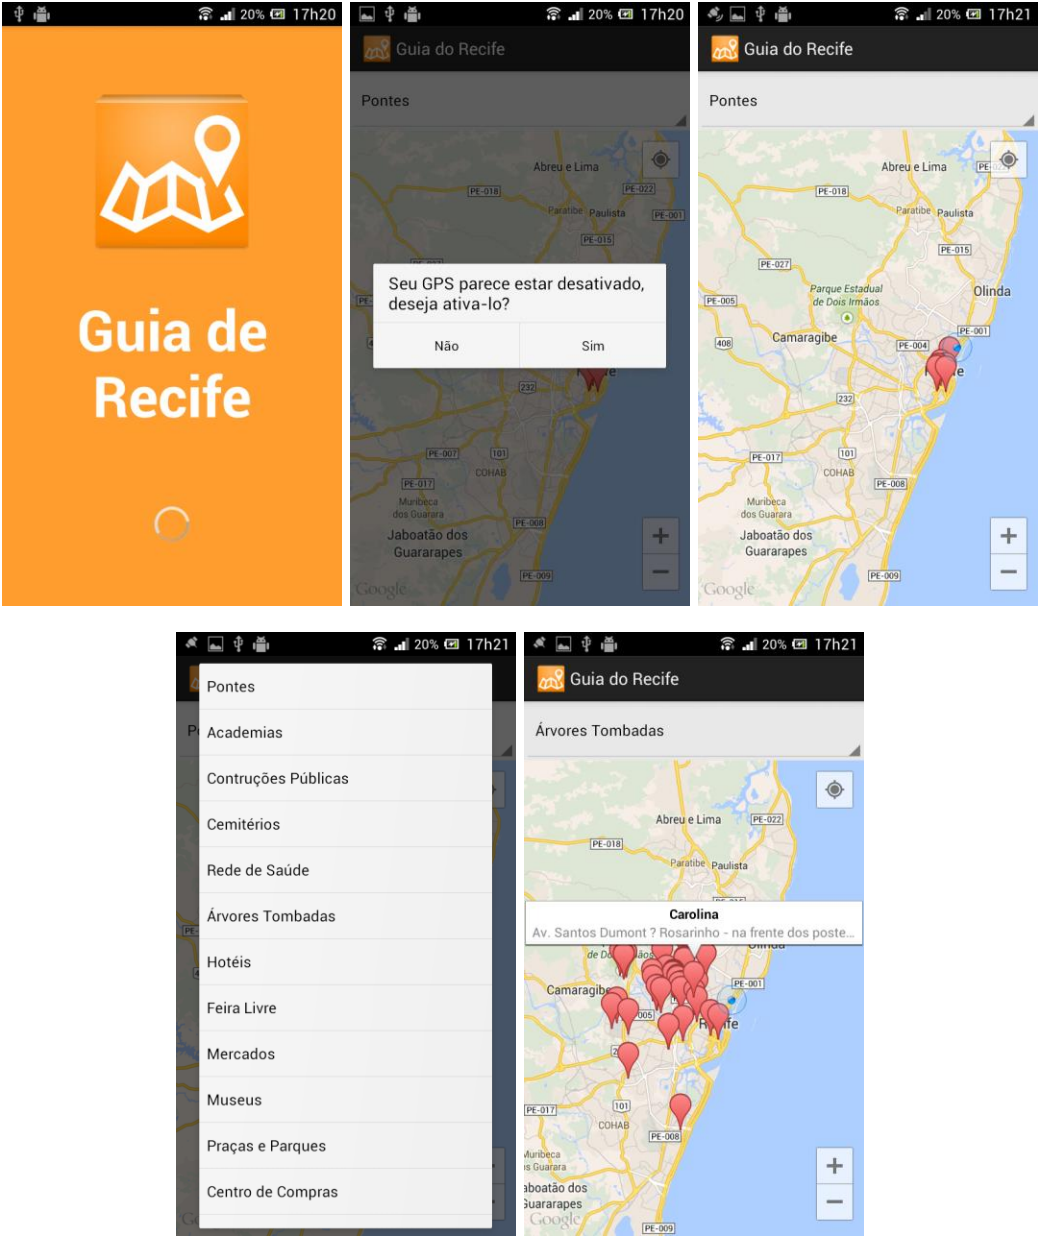 20% 17h20
Guia de
Recife
20% 17h20
Guia do Recife
Pontes
Abreu e Lima
PE-022
PE-018
Paratibe Paulista
PE-001
PE-015
Seu GPS parece estar desativado,
deseja ativa-lo?
Não Sim
232
PE-007 101
COHAB
PE-017
Muribeca
dos Guarara
PE-008
Jaboatão dos
Guararapes
PE-009
Google
20% 17h21
Guia do Recife
Pontes
Abreu e Lima
PE-018
Paratibe Paulista
PE-015
PE-027
Parque Estadual
de Dois Irmãos
Olinda
PE-005
PE-001
408 Camaragibe PE-004
232
PE-017 101
COHAB
PE-008
Muribeca
dos Guarara
Jaboatão dos
Guararapes
PE-009
Google
20% 17h21
Pontes
Academias
Contruções Públicas
Cemitérios
Rede de Saúde
Árvores Tombadas
Hotéis
Feira Livre
Mercados
Museus
Praças e Parques
Centro de Compras
20% 17h21
Guia do Recife
Árvores Tombadas
Abreu e Lima PE-022
PE-018
Paratibe Paulista
Carolina
Av. Santos Dumont ? Rosarinho - na frente dos poste...
Camaragibe
PE-001
101
PE-017
COHAB
PE-008
Muribeca
os Guarara
aboatão dos
Guararapes
Google
PE-009